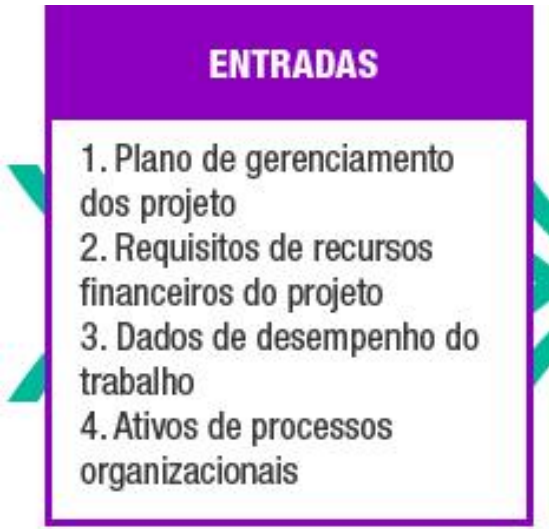 ENTRADAS
1. Plano de gerenciamento
dos projeto
2. Requisitos de recursos
financeiros do projeto
3. Dados de desempenho do
trabalho
4. Ativos de processos
organizacionais